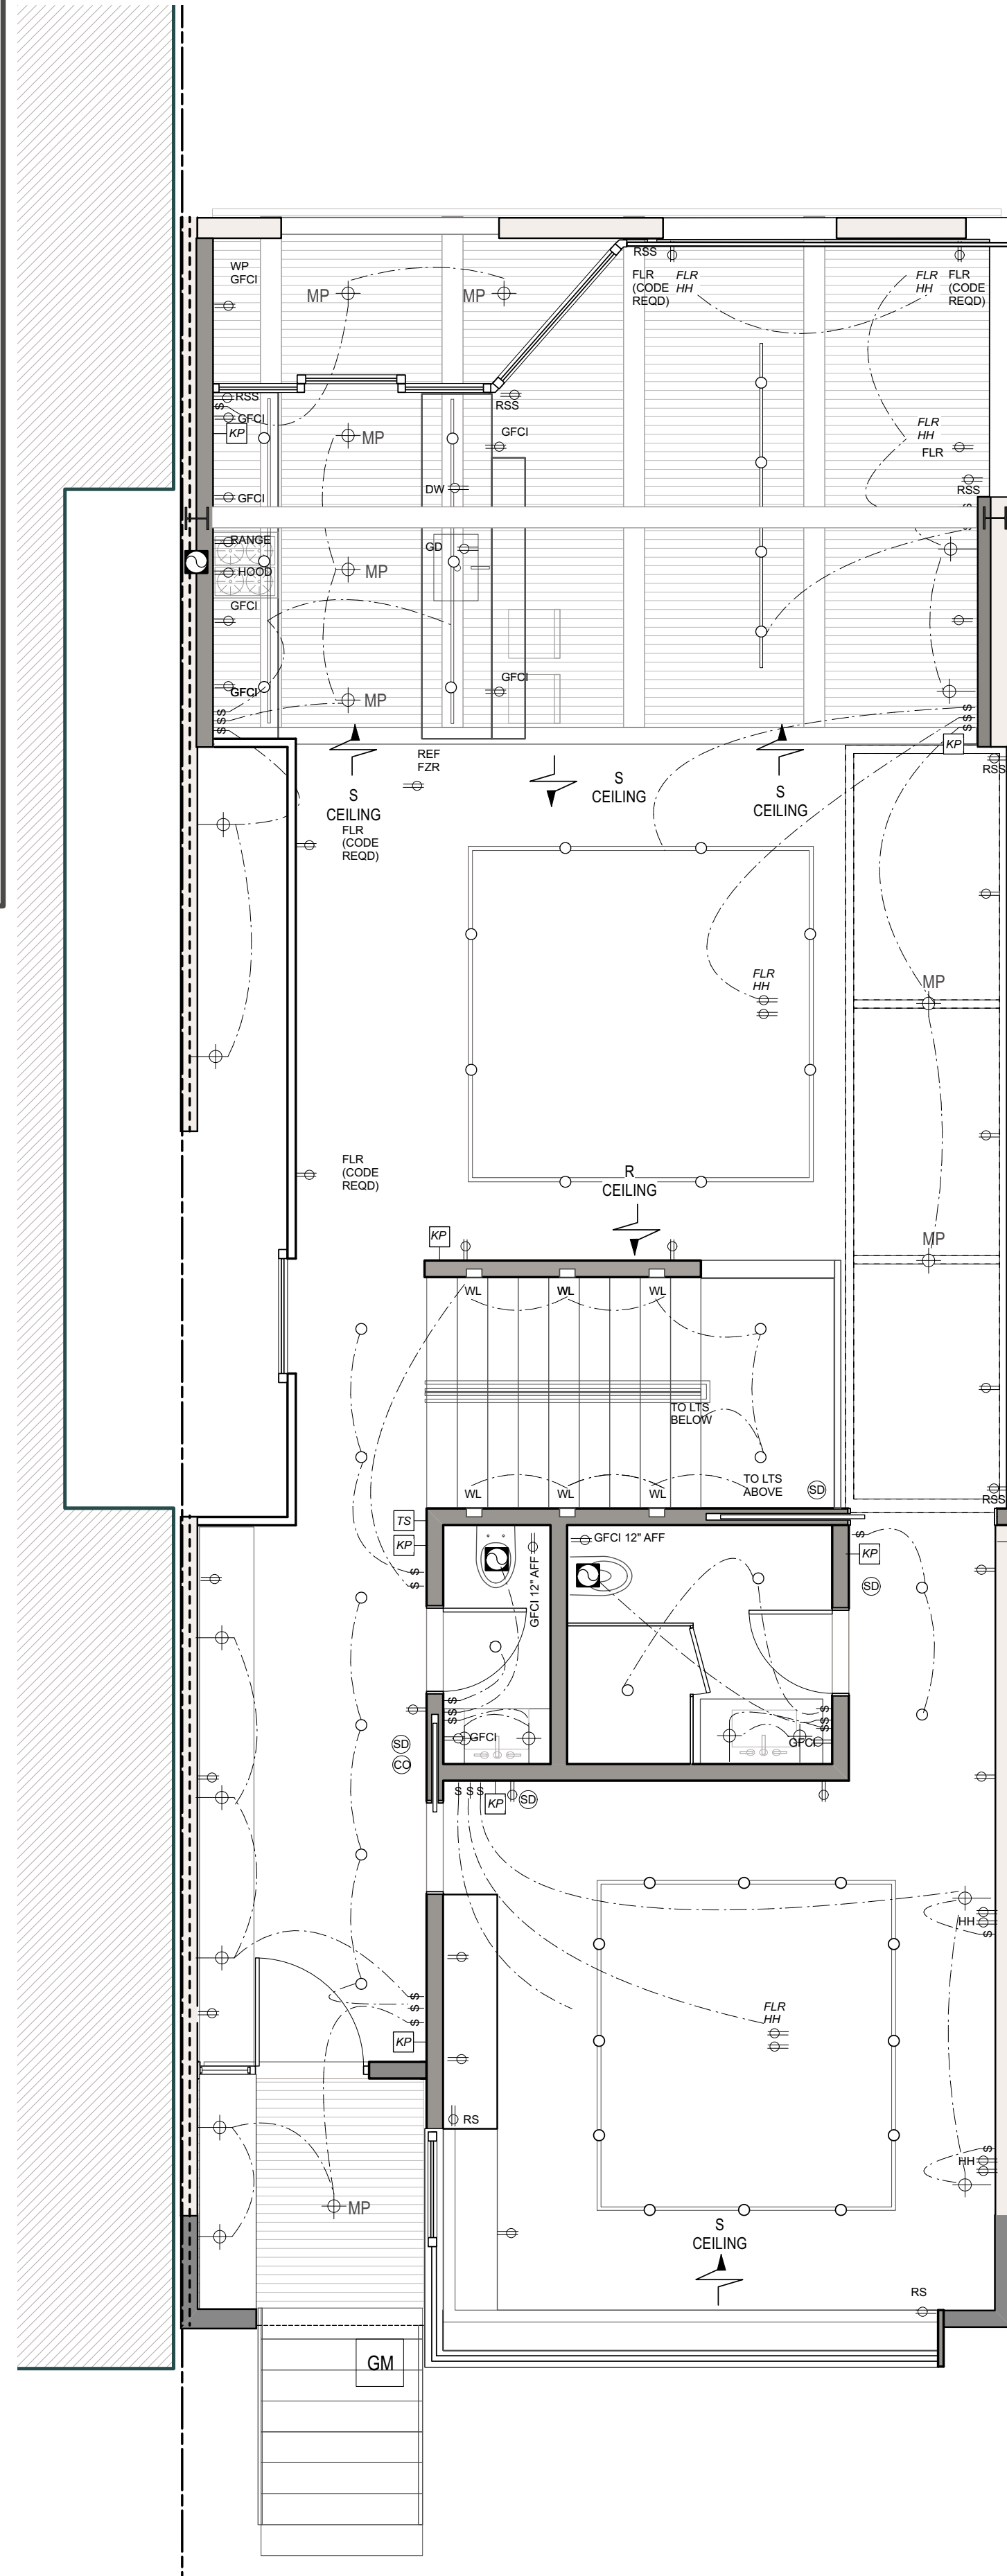 RSS
WP
GFCI
FLR
(CODE
REQD)
FLR
HH
FLR
HH
FLR
(CODE
REQD)
MP
MP
RSS
S
RSS
GFCI
KP
MP
GFCI
FLR
HH
FLR
DW
RSS
GFCI
S
S
S
RANGE
GD
HOOD
MP
GFCI
GFCI
GFCI
MP
S
S
S
S
S
S
KP
REF
FZR
RSS
S
CEILING
S
CEILING
S
CEILING
FLR
(CODE
REQD)
FLR
HH
MP
FLR
(CODE
REQD)
R
CEILING
KP
MP
WL
WL
WL
TO LTS
BELOW
TO LTS
ABOVE
SD
WL
WL
WL
RSS
TS
KP
GFCI 12" AFF
GFCI 12" AFF
S
KP
SD
S
S
S
S
S
S
S
S
GFCI
GFCI
SD
CO
S
S
S
KP
SD
HH
S
S
S
S
KP
FLR
HH
RS
S
HH
MP
S
CEILING
RS
GM